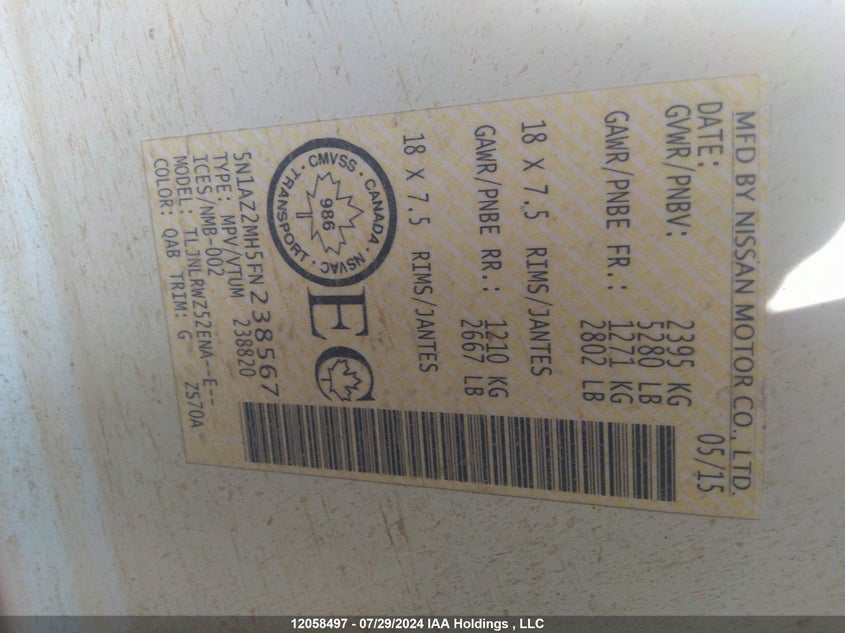 MFD BY NISSAN MOTOR CO., LTD.
DATE: 05/15
GVWR/PNBV: 2395 KG
5280 LB
GAWR/PNBE FR.: 1271 KG
2802 LB
18 X 7.5 RIMS/JANTES
GAWR/PNBE RR.: 1210 KG
2667 LB
18 X 7.5 RIMS/JANTES
CMVSS · CANADA · NSVAC · TRANSPORT ·
986
EC
5N1AZ2MH5FN238567
TYPE: MPV/VTUM 238820
ICES/NMB-002
MODEL: TLJNLRWZ52ENA--E--
COLOR: QAB TRIM: G ZS70A
12058497 - 07/29/2024 IAA Holdings , LLC